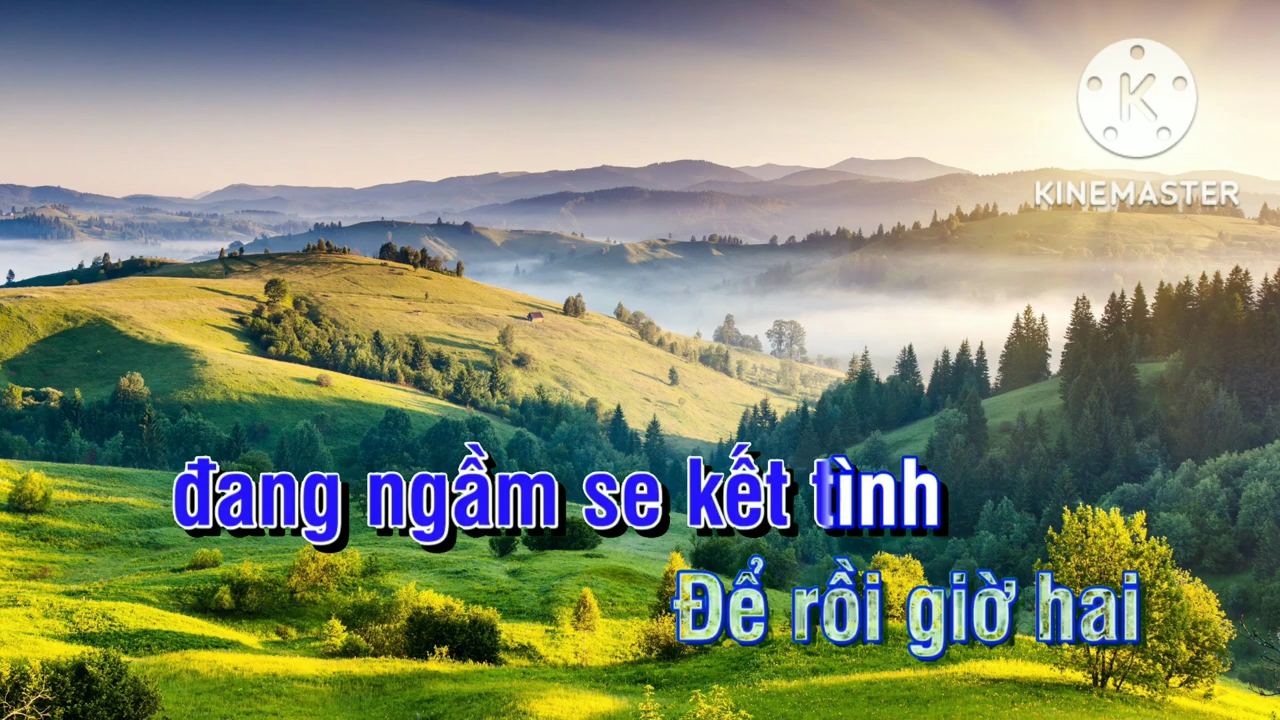 KINEMASTER
đang ngầm se kết tình
Để rồi giờ hai